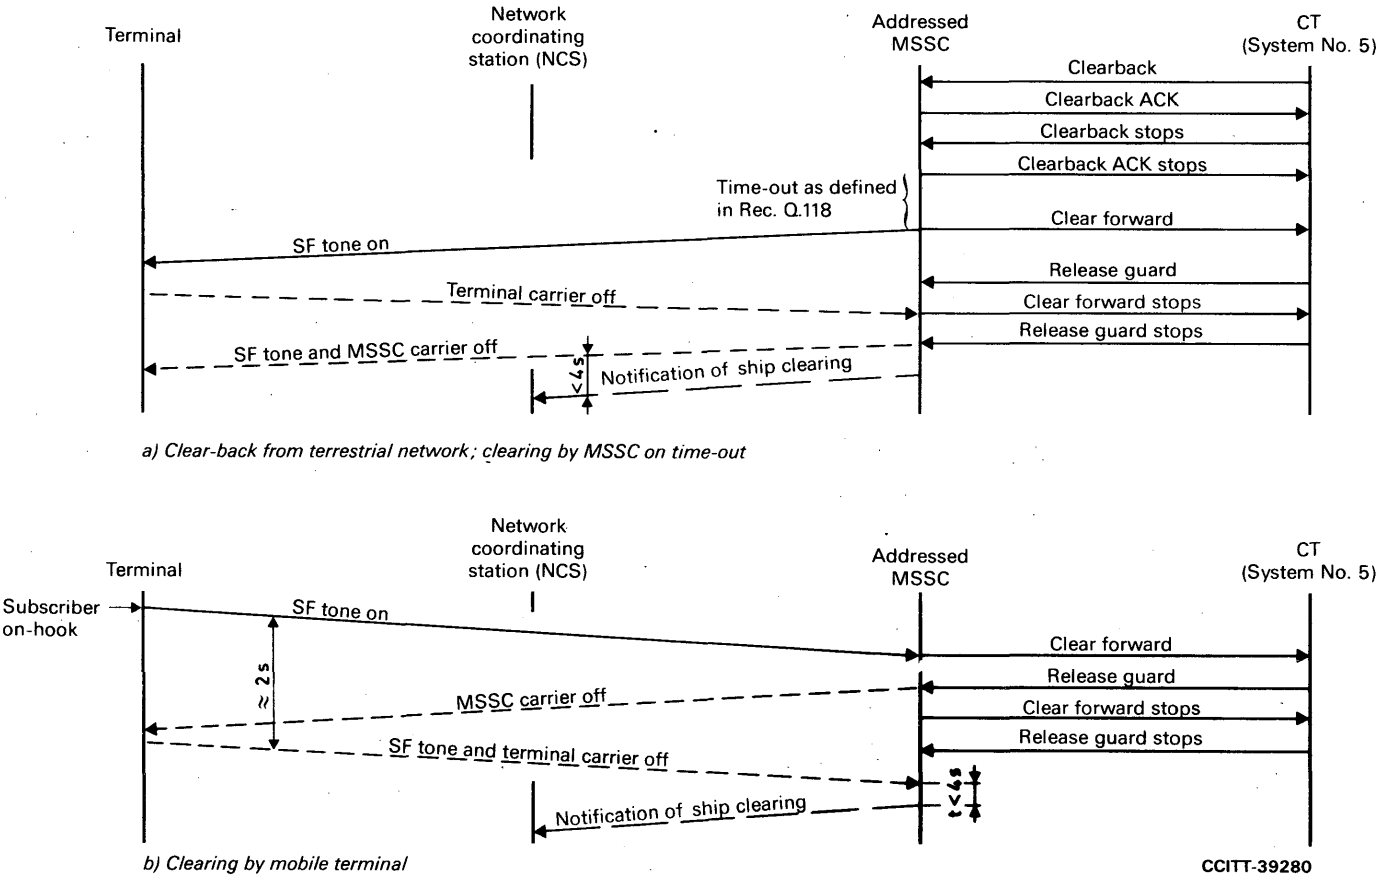 Terminal
Network
coordinating
station (NCS)
Addressed
MSSC
CT
(System No. 5)
Clearback
Clearback ACK
Clearback stops
Clearback ACK stops
Time-out as defined
in Rec. Q.118
Clear forward
SF tone on
Release guard
Terminal carrier off
Clear forward stops
Release guard stops
SF tone and MSSC carrier off
< 4s
Notification of ship clearing
a) Clear-back from terrestrial network; clearing by MSSC on time-out
Network
coordinating
station (NCS)
Terminal
Addressed
MSSC
CT
(System No. 5)
Subscriber
on-hook
SF tone on
Clear forward
≈ 2s
Release guard
MSSC carrier off
Clear forward stops
Release guard stops
SF tone and terminal carrier off
t < 4s
Notification of ship clearing
b) Clearing by mobile terminal
CCITT-39280